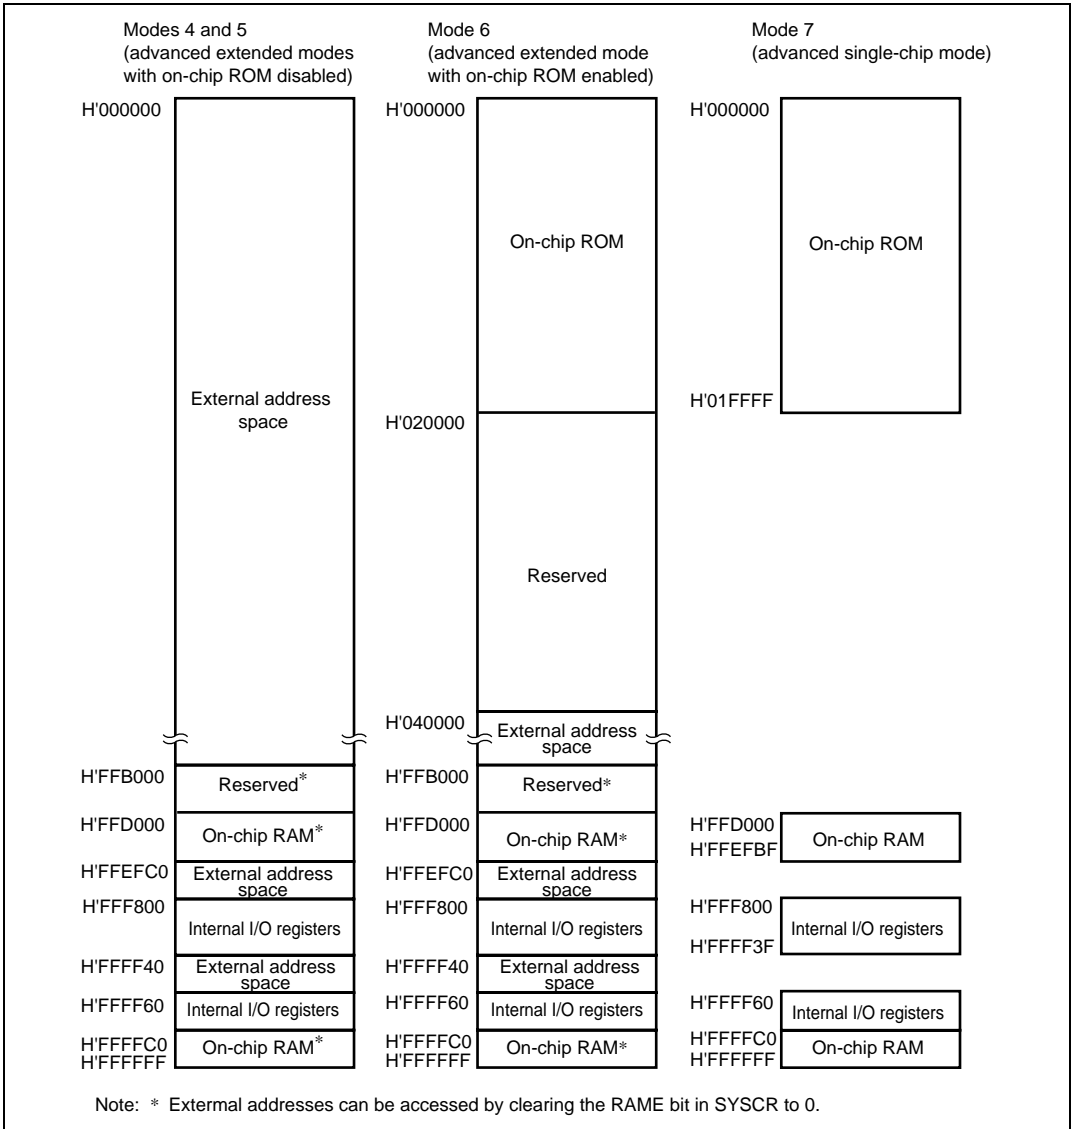 Modes 4 and 5
(advanced extended modes
with on-chip ROM disabled)
H'000000
External address
space
H'FFB000
Reserved*
H'FFD000
On-chip RAM*
H'FFEFC0
External address
space
H'FFF800
Internal I/O registers
H'FFFF40
External address
space
H'FFFF60
Internal I/O registers
H'FFFFC0
On-chip RAM*
H'FFFFFF
Mode 6
(advanced extended mode
with on-chip ROM enabled)
H'000000
On-chip ROM
H'020000
Reserved
H'040000
External address
space
H'FFB000
Reserved*
H'FFD000
On-chip RAM*
H'FFEFC0
External address
space
H'FFF800
Internal I/O registers
H'FFFF40
External address
space
H'FFFF60
Internal I/O registers
H'FFFFC0
On-chip RAM*
H'FFFFFF
Mode 7
(advanced single-chip mode)
H'000000
On-chip ROM
H'01FFFF
H'FFD000
On-chip RAM
H'FFEFBF
H'FFF800
Internal I/O registers
H'FFFF3F
H'FFFF60
Internal I/O registers
H'FFFFC0
On-chip RAM
H'FFFFFF
Note: * Extermal addresses can be accessed by clearing the RAME bit in SYSCR to 0.